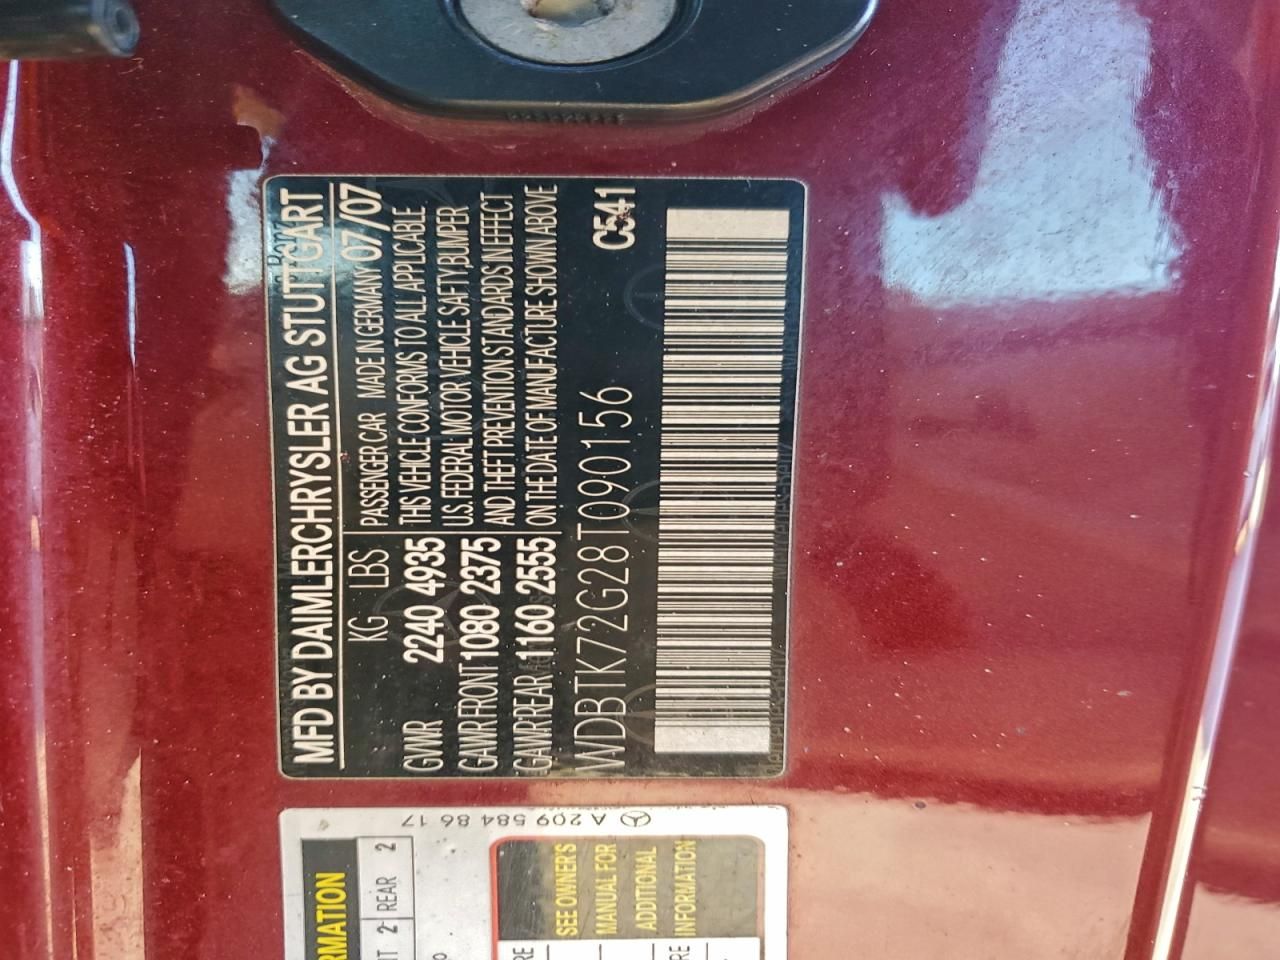 MFD BY DAIMLERCHRYSLER AG STUTTGART
KG LBS
GVWR 2240 4935
GAWR FRONT 1080 2375
GAWR REAR 1160 2555
PASSENGER CAR MADE IN GERMANY 07/07
THIS VEHICLE CONFORMS TO ALL APPLICABLE
U.S. FEDERAL MOTOR VEHICLE SAFETY, BUMPER
AND THEFT PREVENTION STANDARDS IN EFFECT
ON THE DATE OF MANUFACTURE SHOWN ABOVE
WDBTK72G28T090156 C541
A 209 584 86 17
RMATION
REAR 2
2
SEE OWNER'S
MANUAL FOR
ADDITIONAL
INFORMATION